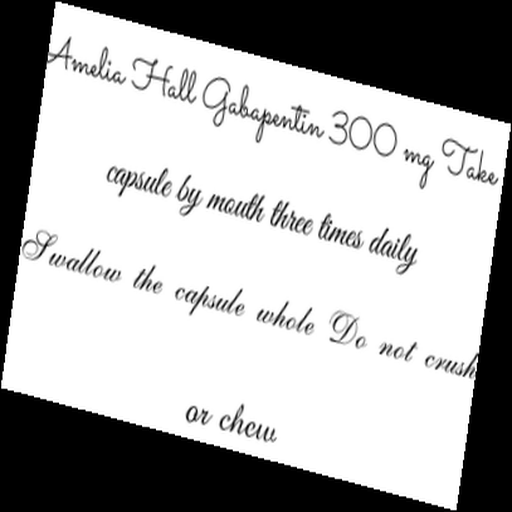 Amelia Hall Gabapentin 300 mg Take
capsule by mouth three times daily
Swallow the capsule whole Do not crush
or chew